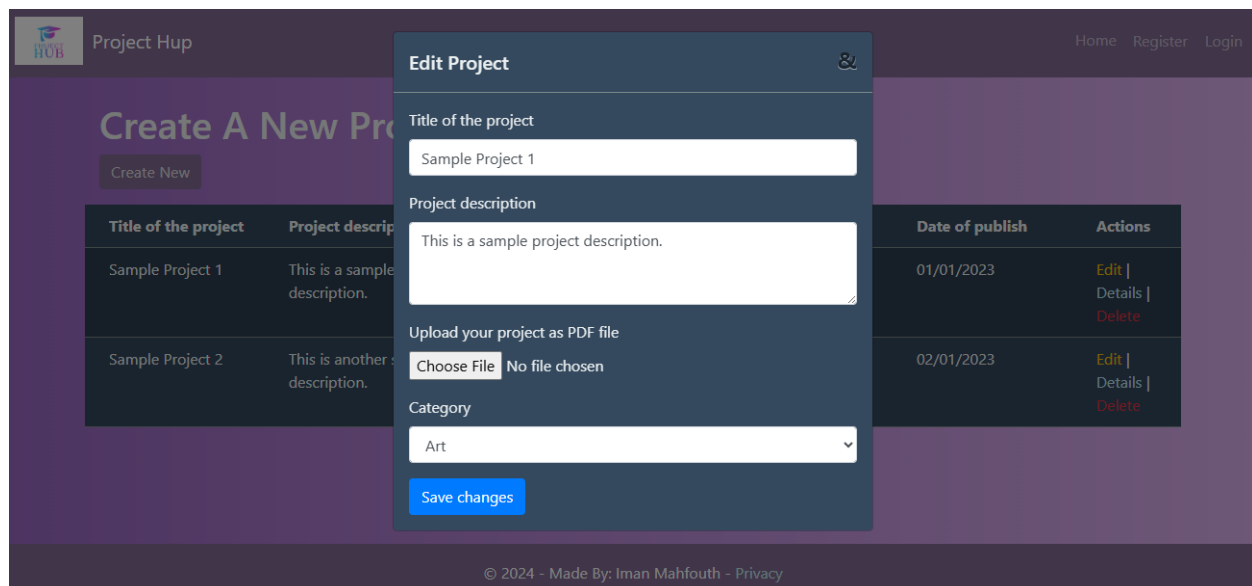 PROJECT
HUB
Project Hup
Home Register Login
Create A New Pro
Create New
Edit Project &
Title of the project
Sample Project 1
Project description
This is a sample project description.
Upload your project as PDF file
Choose File No file chosen
Category
Art
Save changes
Title of the project Project descrip Date of publish Actions
Sample Project 1 This is a sample 01/01/2023 Edit |
description. Details |
Delete
Sample Project 2 This is another 02/01/2023 Edit |
description. Details |
Delete
© 2024 - Made By: Iman Mahfouth - Privacy